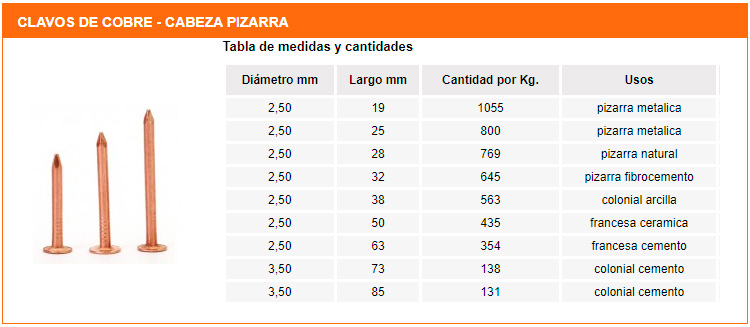 CLAVOS DE COBRE - CABEZA PIZARRA
Tabla de medidas y cantidades
Diámetro mm Largo mm Cantidad por Kg. Usos
2,50 19 1055 pizarra metalica
2,50 25 800 pizarra metalica
2,50 28 769 pizarra natural
2,50 32 645 pizarra fibrocemento
2,50 38 563 colonial arcilla
2,50 50 435 francesa ceramica
2,50 63 354 francesa cemento
3,50 73 138 colonial cemento
3,50 85 131 colonial cemento